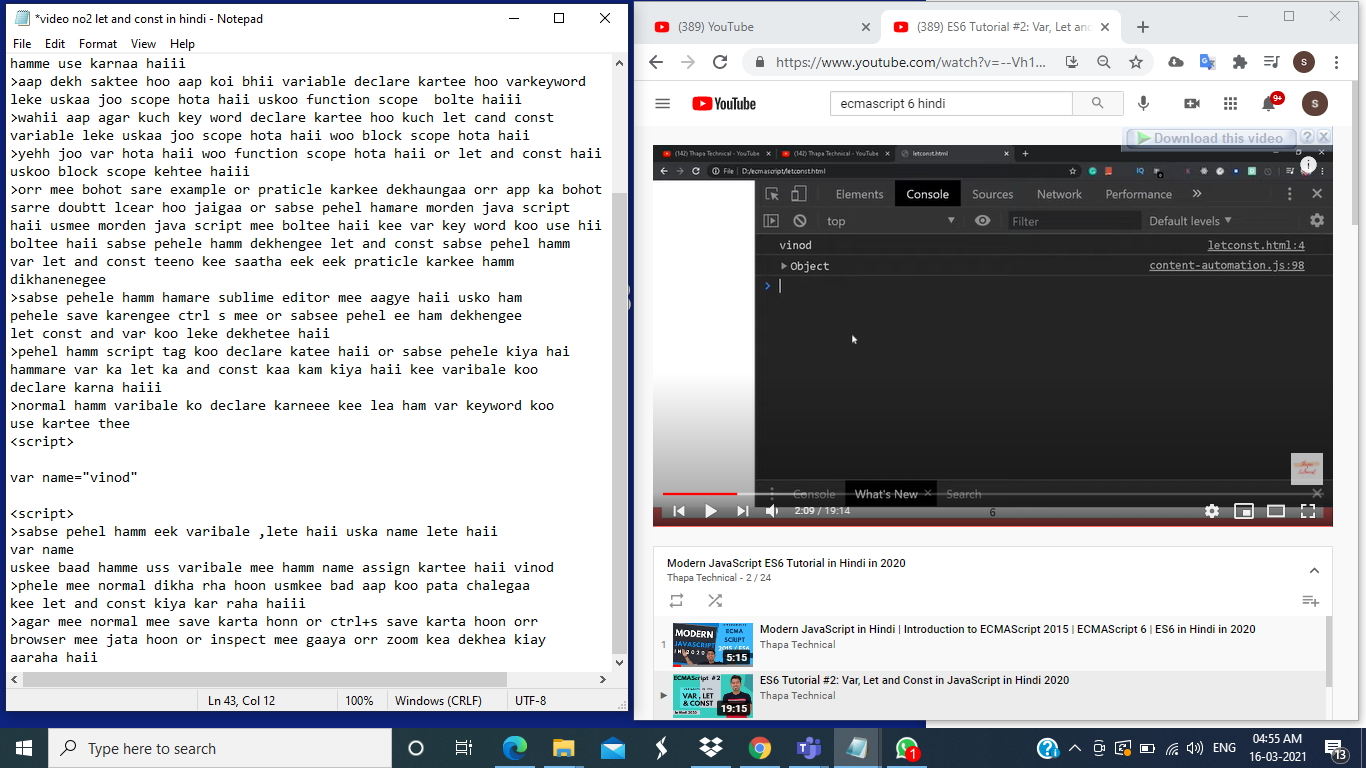 *video no2 let and const in hindi - Notepad
File Edit Format View Help
hamme use karnaa haiii
>aap dekh saktee hoo aap koi bhii variable declare kartee hoo varkeyword
leke uskaa joo scope hota haii uskoo function scope  bolte haiii
>wahii aap agar kuch key word declare kartee hoo kuch let cand const
variable leke uskaa joo scope hota haii woo block scope hota haii
>yehh joo var hota haii woo function scope hota haii or let and const haii
uskoo block scope kehtee haiii
>orr mee bohot sare example or praticle karkee dekhaungaa orr app ka bohot
sarre doubtt lcear hoo jaigaa or sabse pehel hamare morden java script
haii usmee morden java script mee boltee haii kee var key word koo use hii
boltee haii sabse pehele hamm dekhengee let and const sabse pehel hamm
var let and const teeno kee saatha eek eek praticle karkee hamm
dikhanenegee
>sabse pehele hamm hamare sublime editor mee aagye haii usko ham
pehele save karengee ctrl s mee or sabsee pehel ee ham dekhengee
let const and var koo leke dekhetee haii
>pehel hamm script tag koo declare katee haii or sabse pehele kiya hai
hammare var ka let ka and const kaa kam kiya haii kee varibale koo
declare karna haiii
>normal hamm varibale ko declare karneee kee lea ham var keyword koo
use kartee thee
<script>
var name="vinod"
<script>
>sabse pehel hamm eek varibale ,lete haii uska name lete haii
var name
uskee baad hamme uss varibale mee hamm name assign kartee haii vinod
>phele mee normal dikha rha hoon usmkee bad aap koo pata chalegaa
kee let and const kiya kar raha haiii
>agar mee normal mee save karta honn or ctrl+s save karta hoon orr
browser mee jata hoon or inspect mee gaaya orr zoom kea dekhea kiay
aaraha haii
Ln 43, Col 12 100% Windows (CRLF) UTF-8
(389) YouTube (389) ES6 Tutorial #2: Var, Let and
https://www.youtube.com/watch?v=--Vh1... S
YouTube ecmascript 6 hindi 9+ S
Download this video ? X
(142) Thapa Technical - YouTube (142) Thapa Technical - YouTube letconst.html
File D:/ecmascript/letconst.html
Elements Console Sources Network Performance »
top Filter Default levels
vinod letconst.html:4
Object content-automation.js:98
Console What's New Search
2:09 / 19:14 6
Modern JavaScript ES6 Tutorial in Hindi in 2020
Thapa Technical - 2 / 24
1 5:15 Modern JavaScript in Hindi | Introduction to ECMAScript 2015 | ECMAScript 6 | ES6 in Hindi in 2020
Thapa Technical
MODERN JAVASCRIPT
ECMA SCRIPT
ES6 Tutorial #2: Var, Let and Const in JavaScript in Hindi 2020
Thapa Technical
ECMAScript #2
VAR, LET
& CONST
19:15
Type here to search
1
ENG
04:55 AM
16-03-2021
13